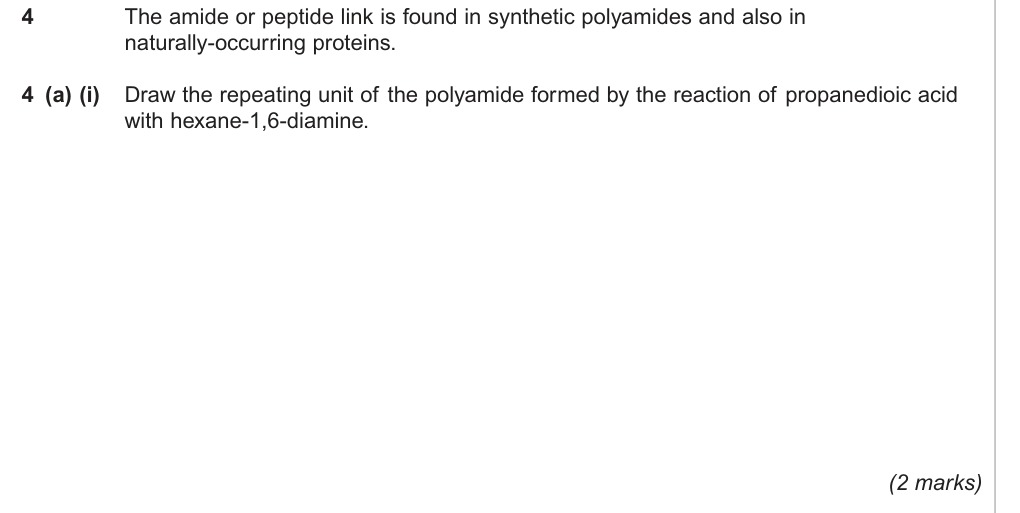 4 The amide or peptide link is found in synthetic polyamides and also in
naturally-occurring proteins.
4 (a) (i) Draw the repeating unit of the polyamide formed by the reaction of propanedioic acid
with hexane-1,6-diamine.
(2 marks)